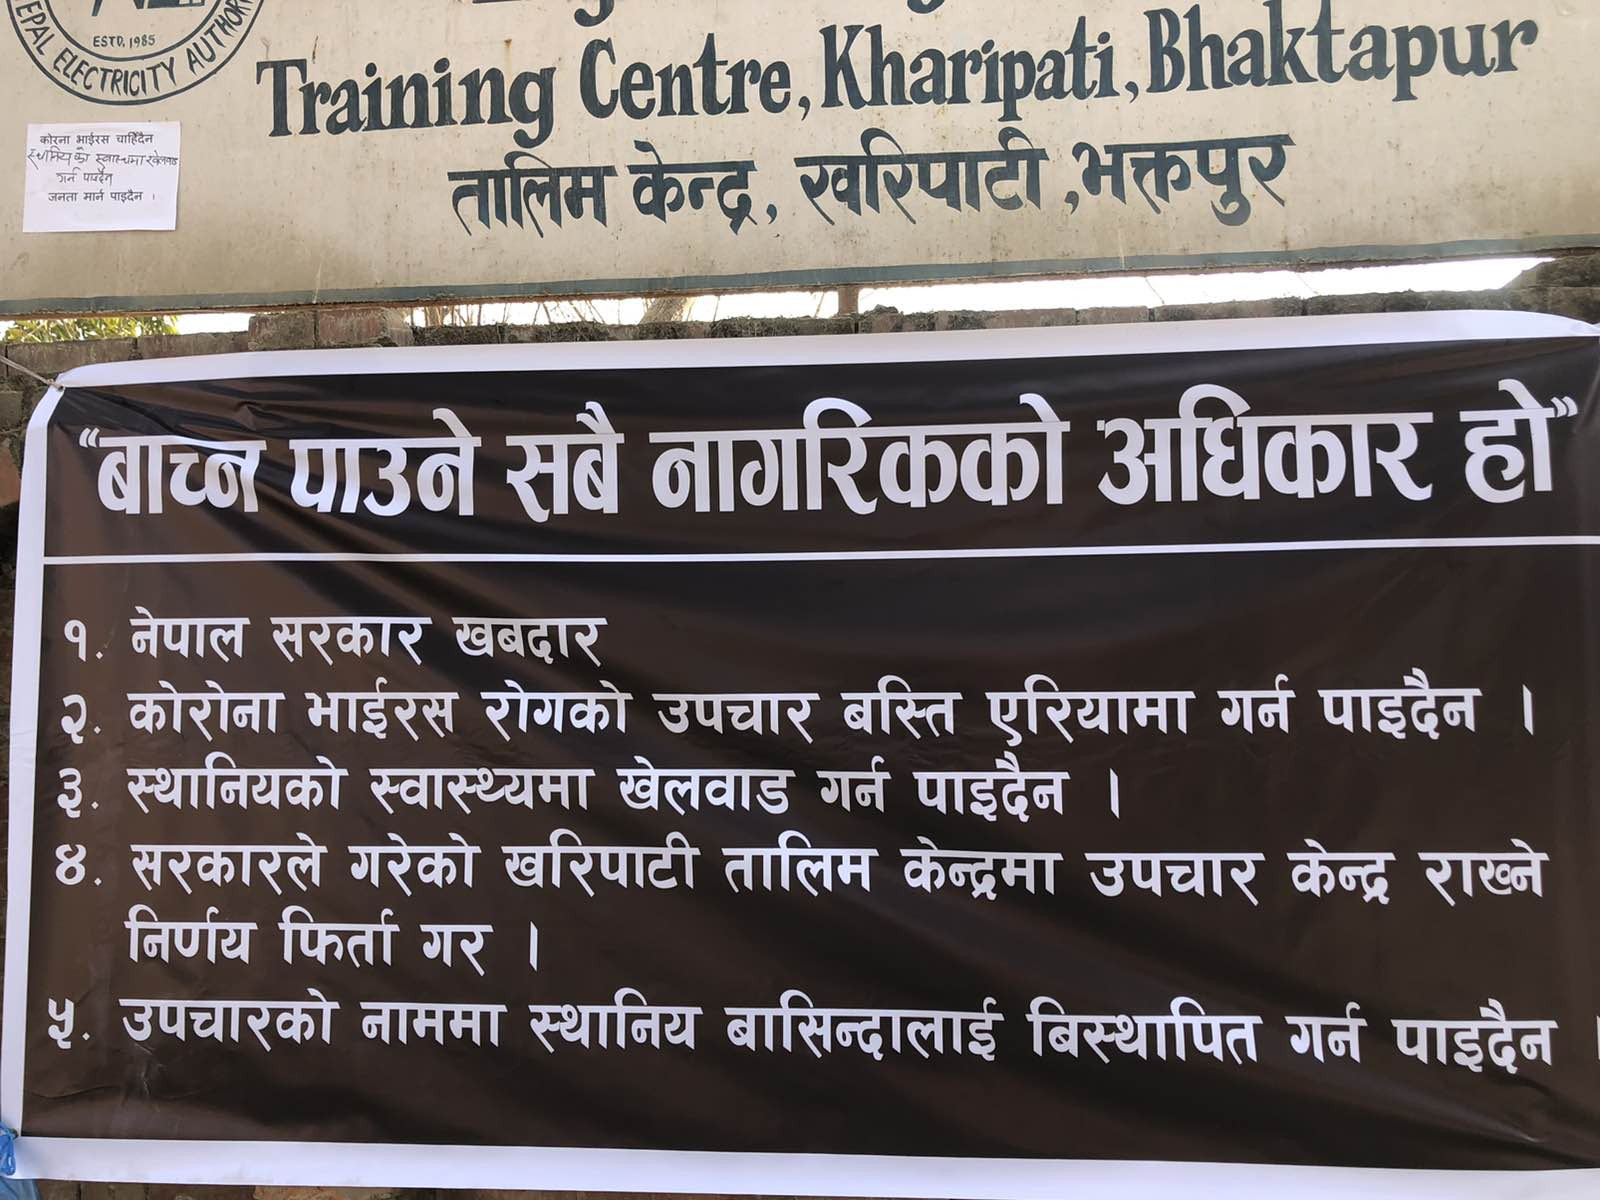 ESTD. 1985
NEPAL ELECTRICITY AUTHORITY
Training Centre, Kharipati, Bhaktapur
तालिम केन्द्र, खरिपाटी, भक्तपुर
कोरना भाईरस चाहिँदैन
गर्न पाइदैन
जनता मार्न पाइदैन ।
“बाच्न पाउने सबै नागरिकको अधिकार हो”
१. नेपाल सरकार खबदार
२. कोरोना भाईरस रोगको उपचार बस्ति एरियामा गर्न पाइदैन ।
३. स्थानियको स्वास्थ्यमा खेलवाड गर्न पाइदैन ।
४. सरकारले गरेको खरिपाटी तालिम केन्द्रमा उपचार केन्द्र राख्ने
निर्णय फिर्ता गर ।
५. उपचारको नाममा स्थानिय बासिन्दालाई बिस्थापित गर्न पाइदैन ।